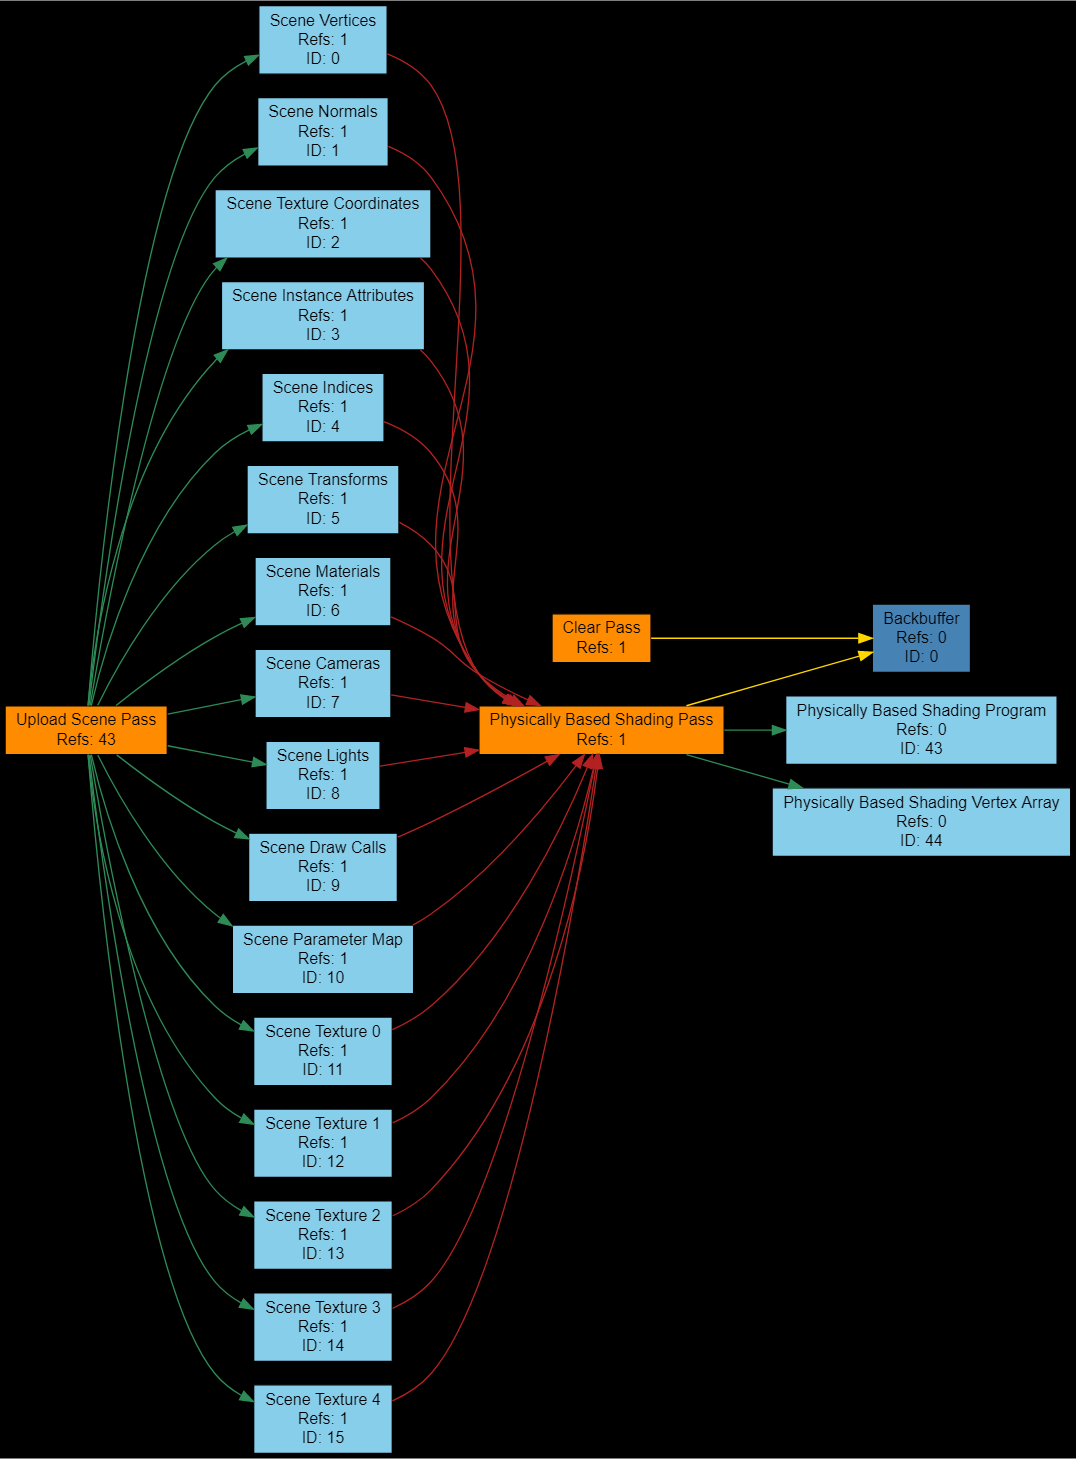 Scene Vertices
Refs: 1
ID: 0
Scene Normals
Refs: 1
ID: 1
Scene Texture Coordinates
Refs: 1
ID: 2
Scene Instance Attributes
Refs: 1
ID: 3
Scene Indices
Refs: 1
ID: 4
Scene Transforms
Refs: 1
ID: 5
Scene Materials
Refs: 1
ID: 6
Scene Cameras
Refs: 1
ID: 7
Upload Scene Pass
Refs: 43
Scene Lights
Refs: 1
ID: 8
Scene Draw Calls
Refs: 1
ID: 9
Scene Parameter Map
Refs: 1
ID: 10
Scene Texture 0
Refs: 1
ID: 11
Scene Texture 1
Refs: 1
ID: 12
Scene Texture 2
Refs: 1
ID: 13
Scene Texture 3
Refs: 1
ID: 14
Scene Texture 4
Refs: 1
ID: 15
Clear Pass
Refs: 1
Physically Based Shading Pass
Refs: 1
Backbuffer
Refs: 0
ID: 0
Physically Based Shading Program
Refs: 0
ID: 43
Physically Based Shading Vertex Array
Refs: 0
ID: 44